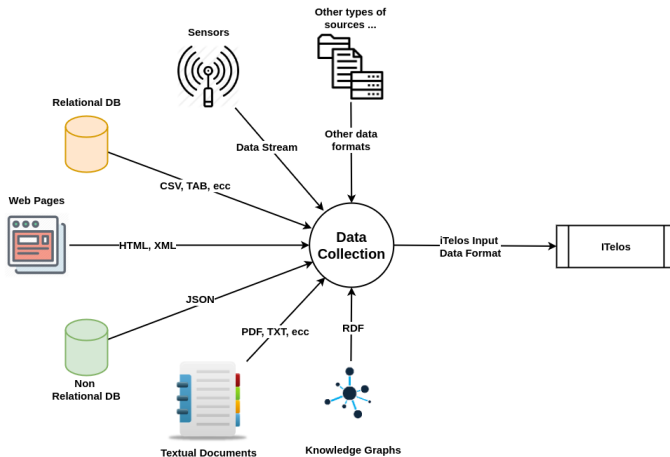 Other types of
sources ...
Sensors
Relational DB
Data Stream
Other data
formats
CSV, TAB, ecc
Web Pages
HTML, XML
Data
Collection
iTelos Input
Data Format
ITelos
JSON
PDF, TXT, ecc
RDF
Non
Relational DB
Textual Documents
Knowledge Graphs